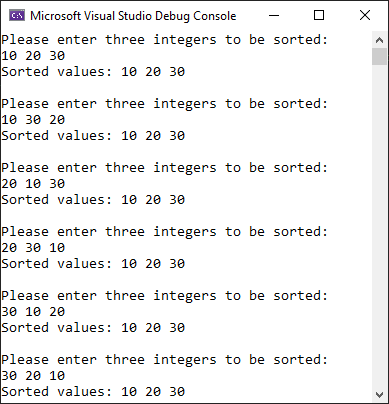 Microsoft Visual Studio Debug Console
Please enter three integers to be sorted:
10 20 30
Sorted values: 10 20 30
Please enter three integers to be sorted:
10 30 20
Sorted values: 10 20 30
Please enter three integers to be sorted:
20 10 30
Sorted values: 10 20 30
Please enter three integers to be sorted:
20 30 10
Sorted values: 10 20 30
Please enter three integers to be sorted:
30 10 20
Sorted values: 10 20 30
Please enter three integers to be sorted:
30 20 10
Sorted values: 10 20 30